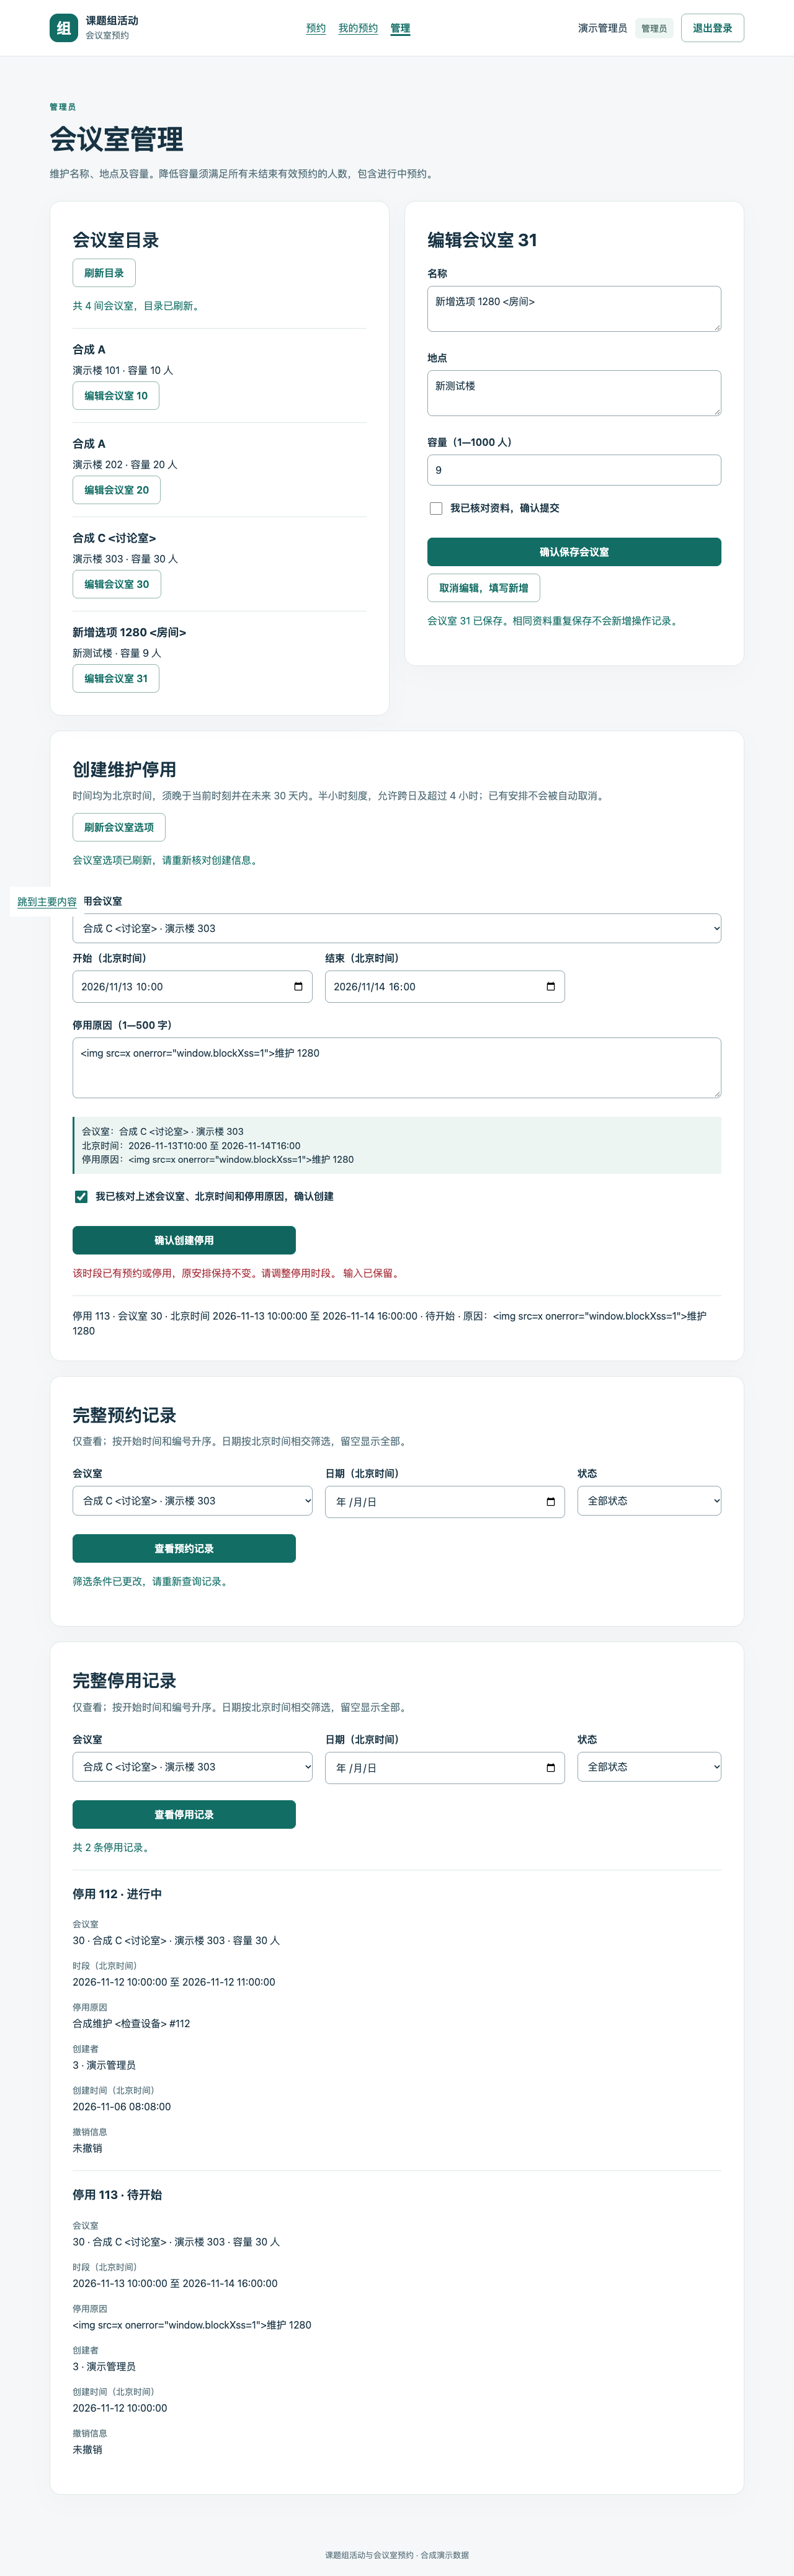 组
课题组活动
会议室预约
预约 我的预约 管理
演示管理员 管理员 退出登录
管理员
会议室管理
维护名称、地点及容量。降低容量须满足所有未结束有效预约的人数，包含进行中预约。
会议室目录
刷新目录
共 4 间会议室，目录已刷新。
合成 A
演示楼 101 · 容量 10 人
编辑会议室 10
合成 A
演示楼 202 · 容量 20 人
编辑会议室 20
合成 C <讨论室>
演示楼 303 · 容量 30 人
编辑会议室 30
新增选项 1280 <房间>
新测试楼 · 容量 9 人
编辑会议室 31
编辑会议室 31
名称
新增选项 1280 <房间>
地点
新测试楼
容量（1—1000 人）
9
我已核对资料，确认提交
确认保存会议室
取消编辑，填写新增
会议室 31 已保存。相同资料重复保存不会新增操作记录。
创建维护停用
时间均为北京时间，须晚于当前时刻并在未来 30 天内。半小时刻度，允许跨日及超过 4 小时；已有安排不会被自动取消。
刷新会议室选项
会议室选项已刷新，请重新核对创建信息。
跳到主要内容
用会议室
合成 C <讨论室> · 演示楼 303
开始（北京时间） 结束（北京时间）
2026/11/13 10:00 2026/11/14 16:00
停用原因（1—500 字）
<img src=x onerror="window.blockXss=1">维护 1280
会议室：合成 C <讨论室> · 演示楼 303
北京时间：2026-11-13T10:00 至 2026-11-14T16:00
停用原因：<img src=x onerror="window.blockXss=1">维护 1280
我已核对上述会议室、北京时间和停用原因，确认创建
确认创建停用
该时段已有预约或停用，原安排保持不变。请调整停用时段。 输入已保留。
停用 113 · 会议室 30 · 北京时间 2026-11-13 10:00:00 至 2026-11-14 16:00:00 · 待开始 · 原因：<img src=x onerror="window.blockXss=1">维护
1280
完整预约记录
仅查看；按开始时间和编号升序。日期按北京时间相交筛选，留空显示全部。
会议室 日期（北京时间） 状态
合成 C <讨论室> · 演示楼 303 年 /月/日 全部状态
查看预约记录
筛选条件已更改，请重新查询记录。
完整停用记录
仅查看；按开始时间和编号升序。日期按北京时间相交筛选，留空显示全部。
会议室 日期（北京时间） 状态
合成 C <讨论室> · 演示楼 303 年 /月/日 全部状态
查看停用记录
共 2 条停用记录。
停用 112 · 进行中
会议室
30 · 合成 C <讨论室> · 演示楼 303 · 容量 30 人
时段（北京时间）
2026-11-12 10:00:00 至 2026-11-12 11:00:00
停用原因
合成维护 <检查设备> #112
创建者
3 · 演示管理员
创建时间（北京时间）
2026-11-06 08:08:00
撤销信息
未撤销
停用 113 · 待开始
会议室
30 · 合成 C <讨论室> · 演示楼 303 · 容量 30 人
时段（北京时间）
2026-11-13 10:00:00 至 2026-11-14 16:00:00
停用原因
<img src=x onerror="window.blockXss=1">维护 1280
创建者
3 · 演示管理员
创建时间（北京时间）
2026-11-12 10:00:00
撤销信息
未撤销
课题组活动与会议室预约 · 合成演示数据